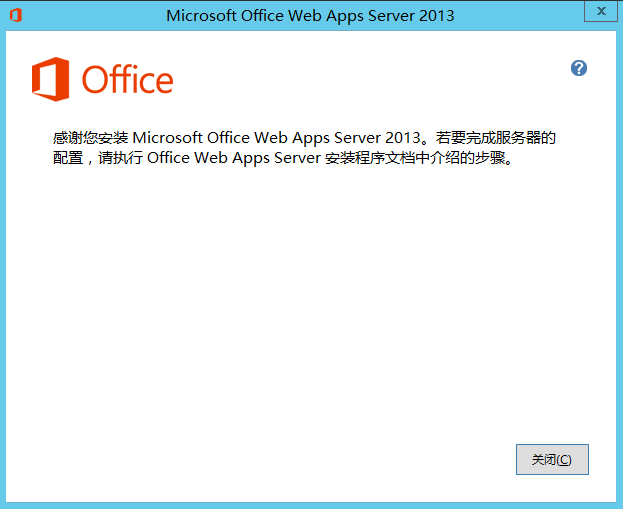 Microsoft Office Web Apps Server 2013
x
Office
?
感谢您安装 Microsoft Office Web Apps Server 2013。若要完成服务器的
配置，请执行 Office Web Apps Server 安装程序文档中介绍的步骤。
关闭(C)